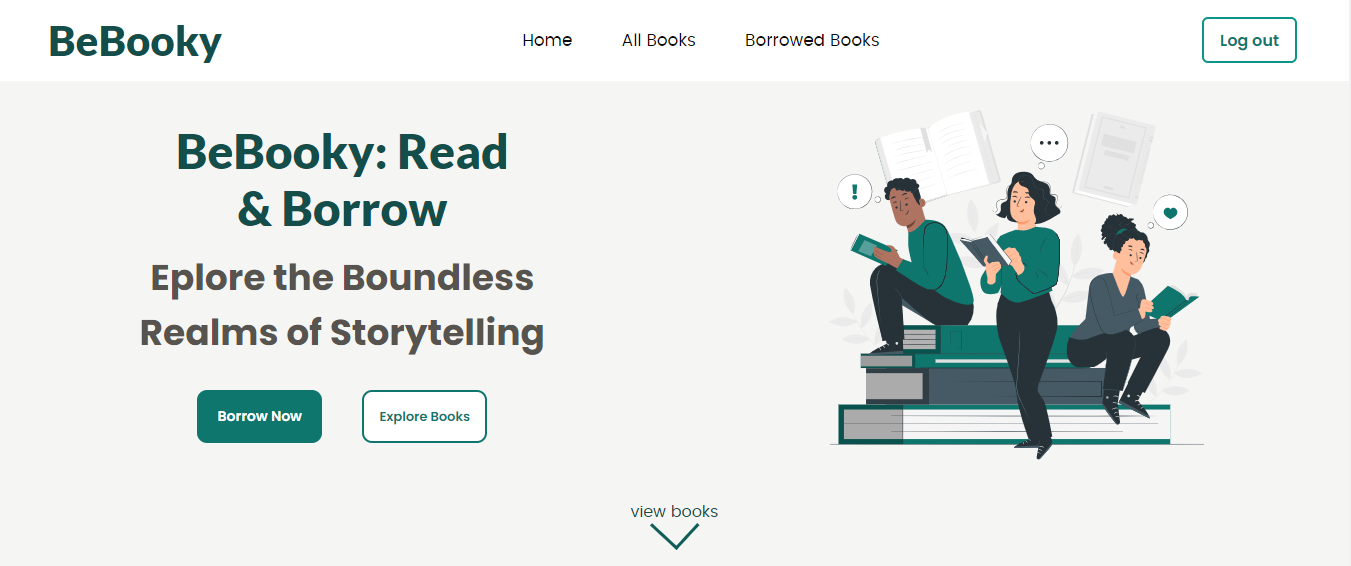 BeBooky
Home
All Books
Borrowed Books
Log out
BeBooky: Read
& Borrow
Eplore the Boundless
Realms of Storytelling
Borrow Now
Explore Books
!
...
view books